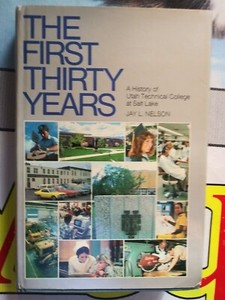 THE
FIRST
THIRTY
YEARS
A History of
Utah Technical College
at Salt Lake
JAY L. NELSON